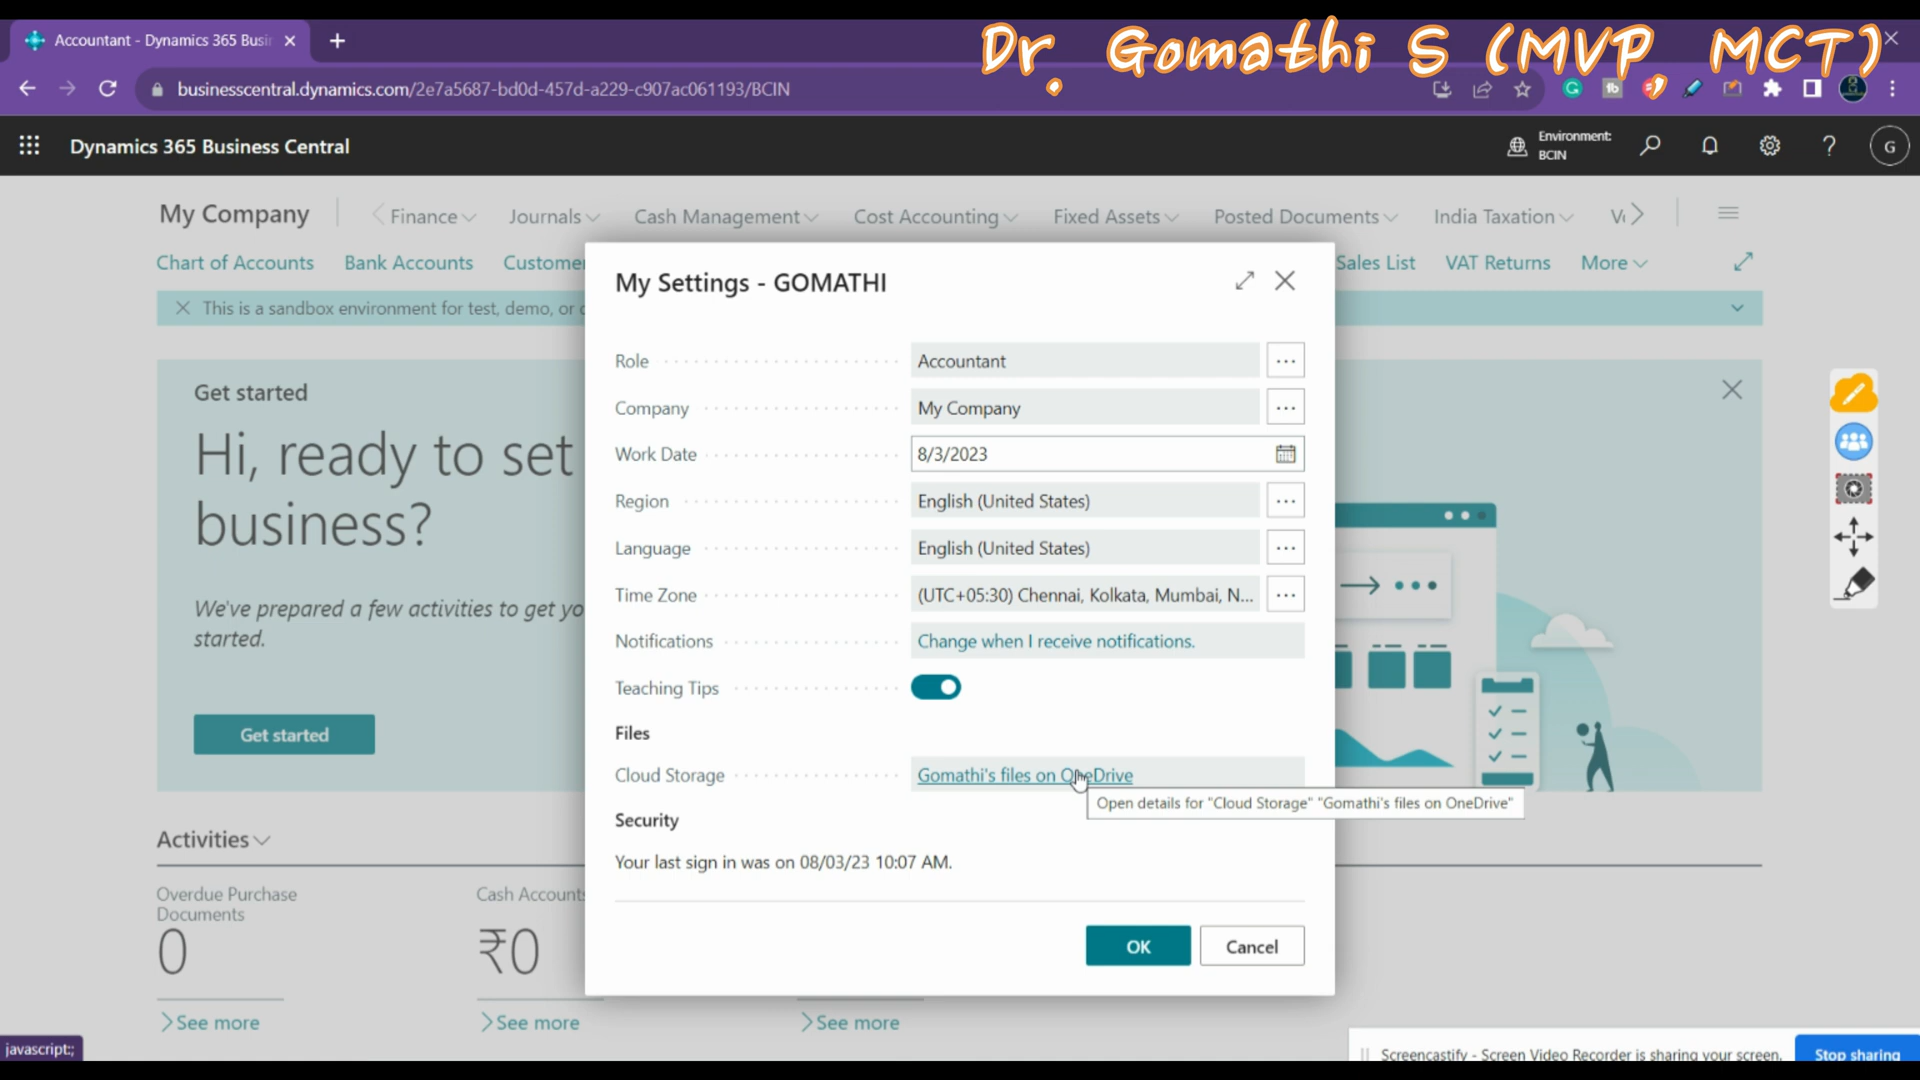 Dr. Gomathi S (MVP, MCT)
Accountant - Dynamics 365 Busi
businesscentral.dynamics.com/2e7a5687-bd0d-457d-a229-c907ac061193/BCIN
Dynamics 365 Business Central
Environment:
BCIN
G
My Company
Finance
Journals
Cash Management
Cost Accounting
Fixed Assets
Posted Documents
India Taxation
Chart of Accounts
Bank Accounts
Custome
Sales List
VAT Returns
More
This is a sandbox environment for test, demo, or
My Settings - GOMATHI
Role
Accountant
Company
My Company
Work Date
8/3/2023
Region
English (United States)
Language
English (United States)
Time Zone
(UTC+05:30) Chennai, Kolkata, Mumbai, N...
Notifications
Change when I receive notifications.
Teaching Tips
Files
Cloud Storage
Gomathi's files on OneDrive
Open details for "Cloud Storage" "Gomathi's files on OneDrive"
Security
Your last sign in was on 08/03/23 10:07 AM.
OK
Cancel
Get started
Hi, ready to set
business?
We've prepared a few activities to get yo
started.
Get started
Activities
Overdue Purchase
Documents
0
See more
Cash Accounts
₹0
See more
See more
javascript:;
Screencastify - Screen Video Recorder is sharing your screen.
Stop sharing